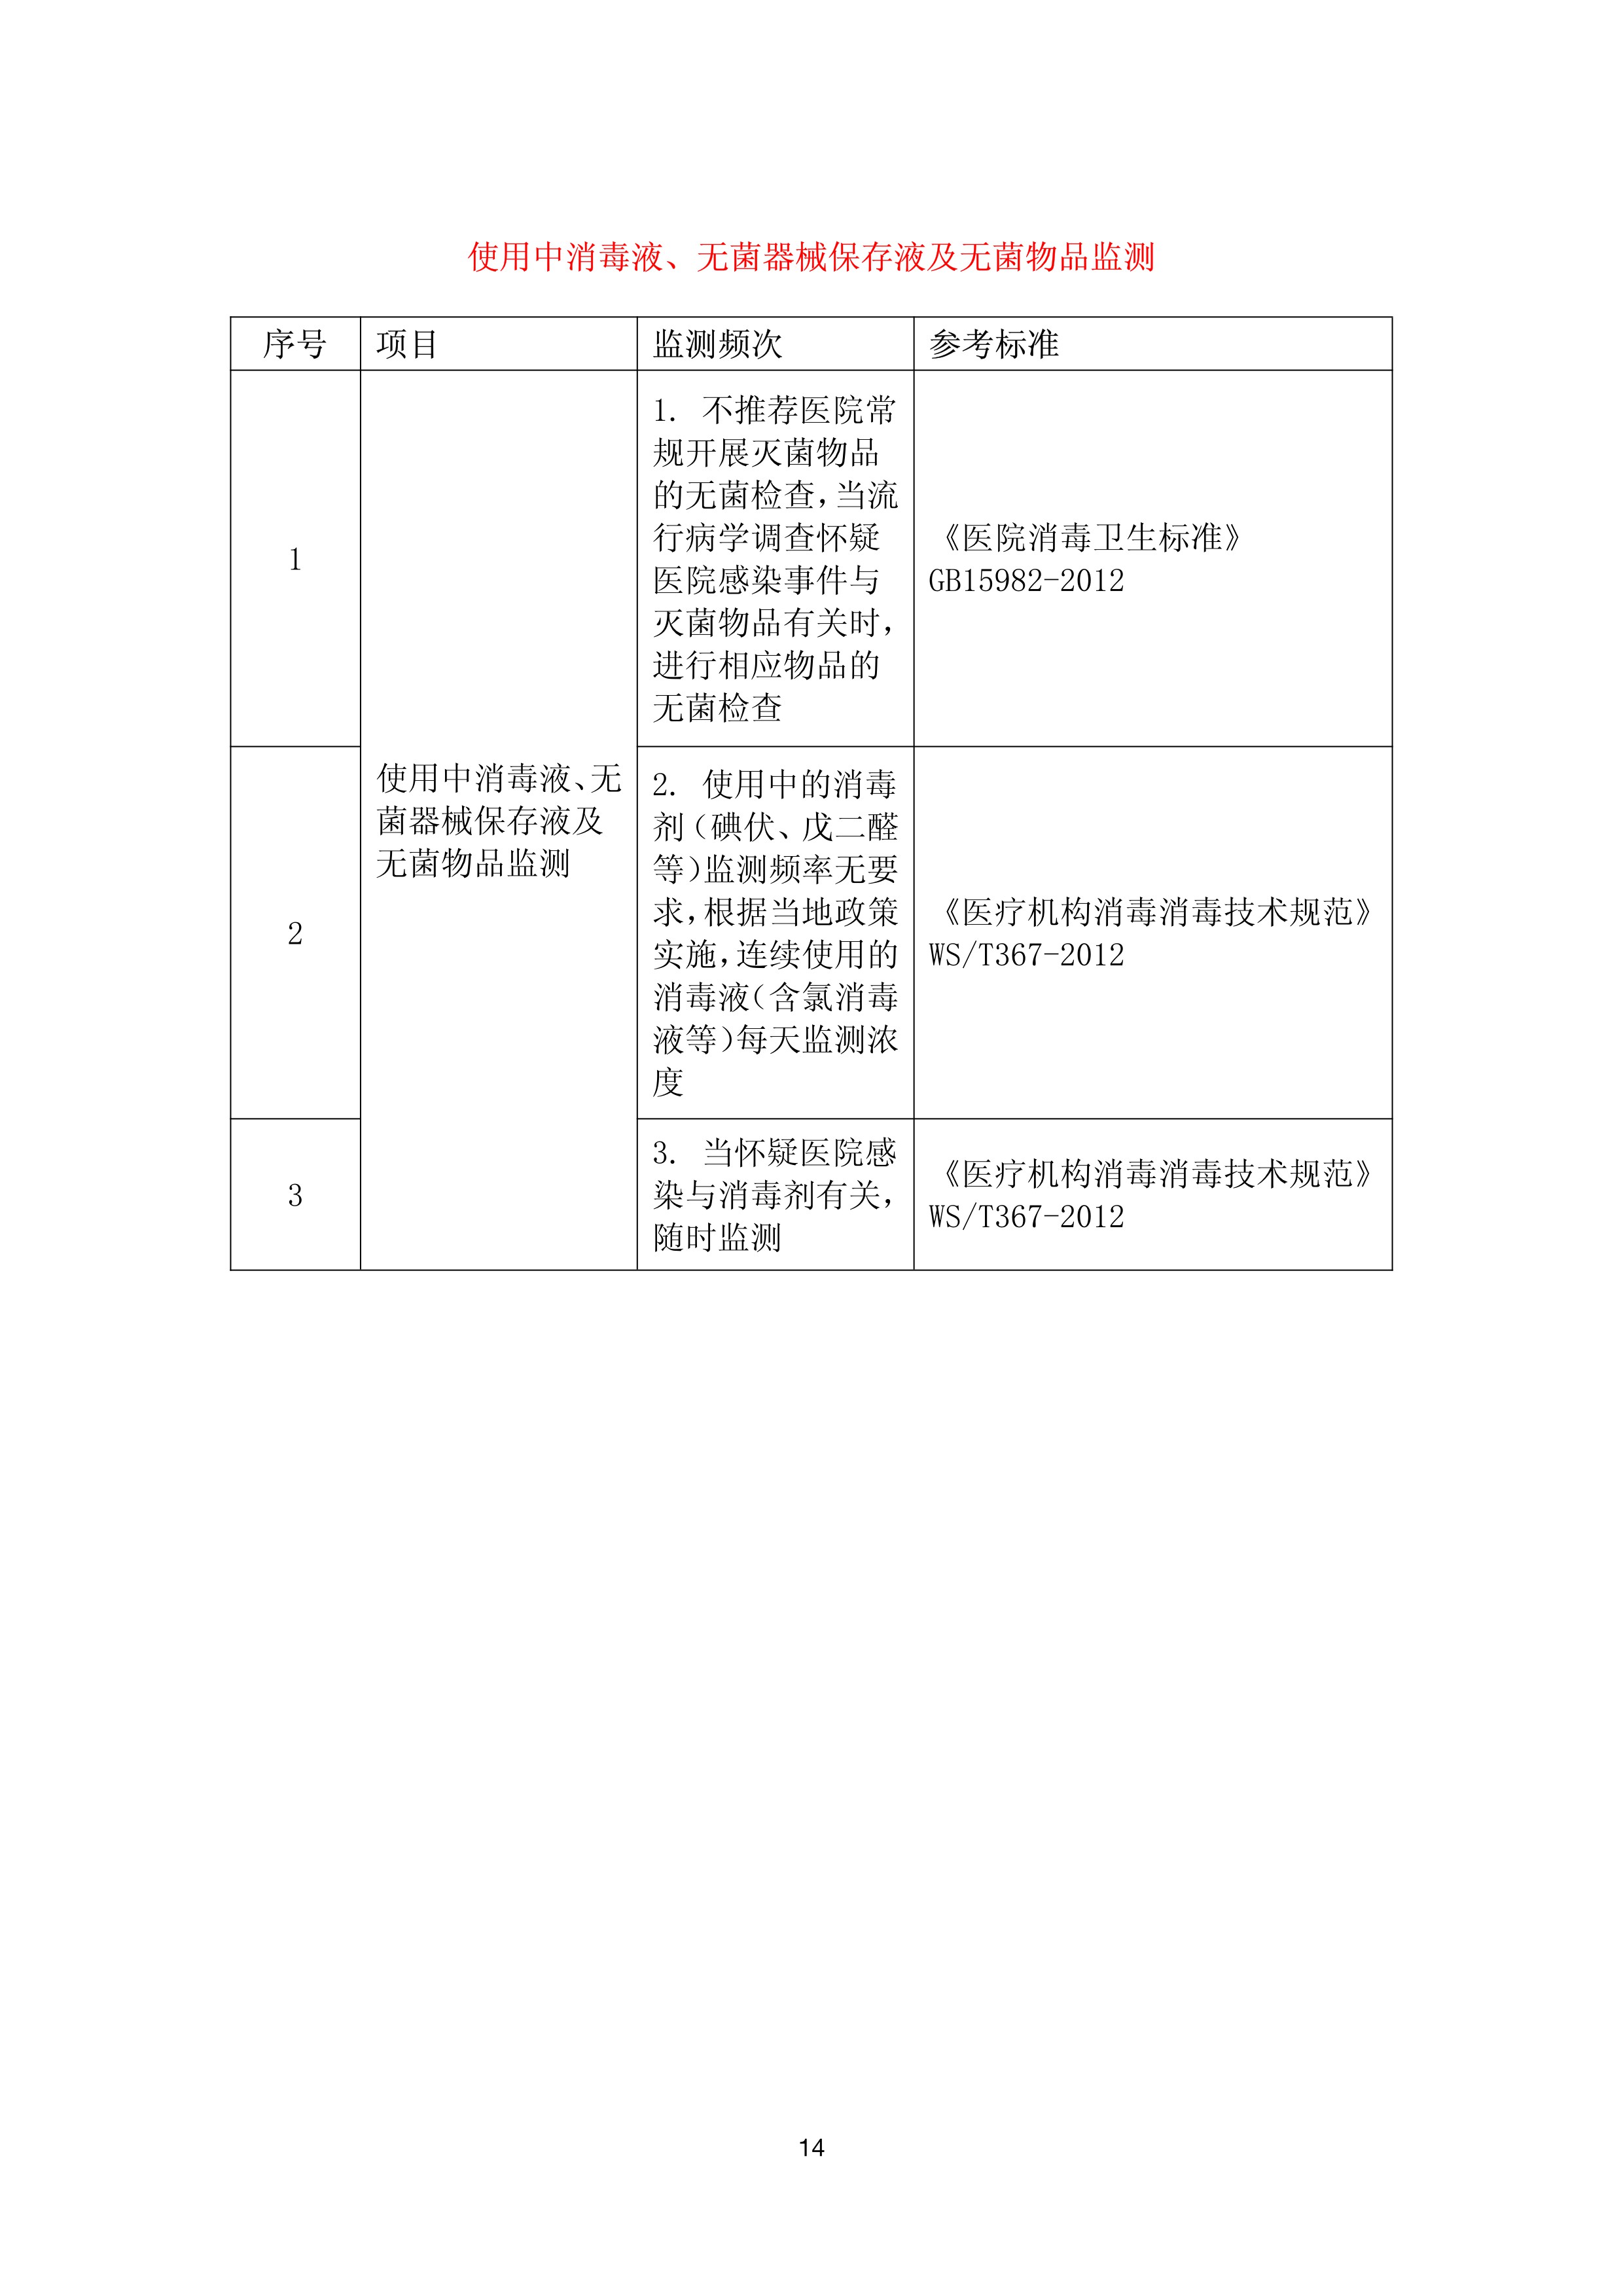 使用中消毒液、无菌器械保存液及无菌物品监测
序号 项目 监测频次 参考标准
1
使用中消毒液、无
菌器械保存液及
无菌物品监测
1. 不推荐医院常
规开展灭菌物品
的无菌检查,当流
行病学调查怀疑
医院感染事件与
灭菌物品有关时,
进行相应物品的
无菌检查
《医院消毒卫生标准》
GB15982-2012
2
2. 使用中的消毒
剂(碘伏、戊二醛
等)监测频率无要
求,根据当地政策
实施,连续使用的
消毒液(含氯消毒
液等)每天监测浓
度
《医疗机构消毒消毒技术规范》
WS/T367-2012
3
3. 当怀疑医院感
染与消毒剂有关,
随时监测
《医疗机构消毒消毒技术规范》
WS/T367-2012
14